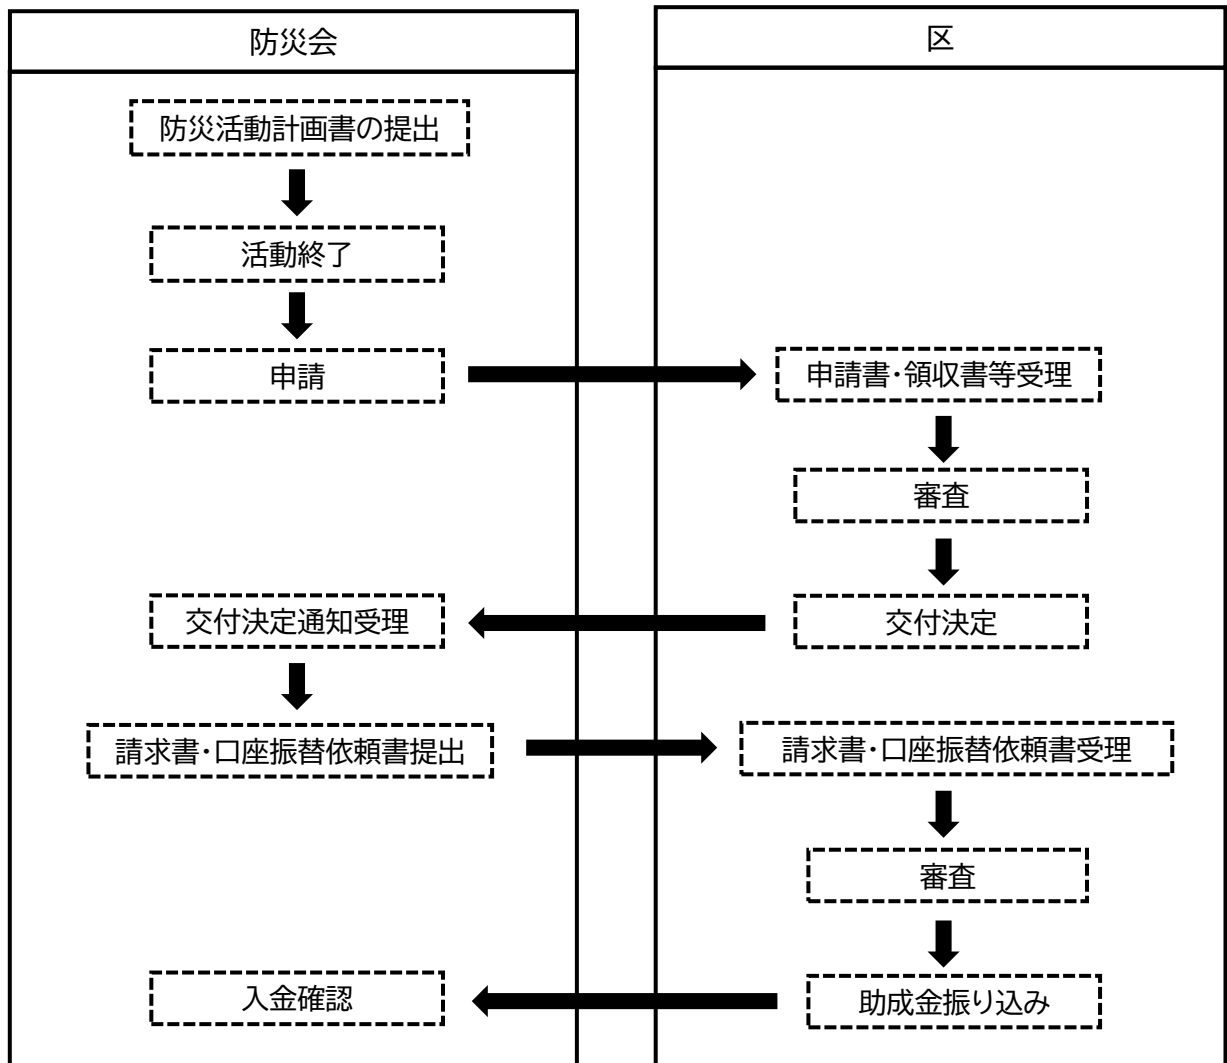 防災会
区
防災活動計画書の提出
活動終了
申請
申請書・領収書等受理
審査
交付決定
交付決定通知受理
請求書・口座振替依頼書提出
請求書・口座振替依頼書受理
審査
助成金振り込み
入金確認